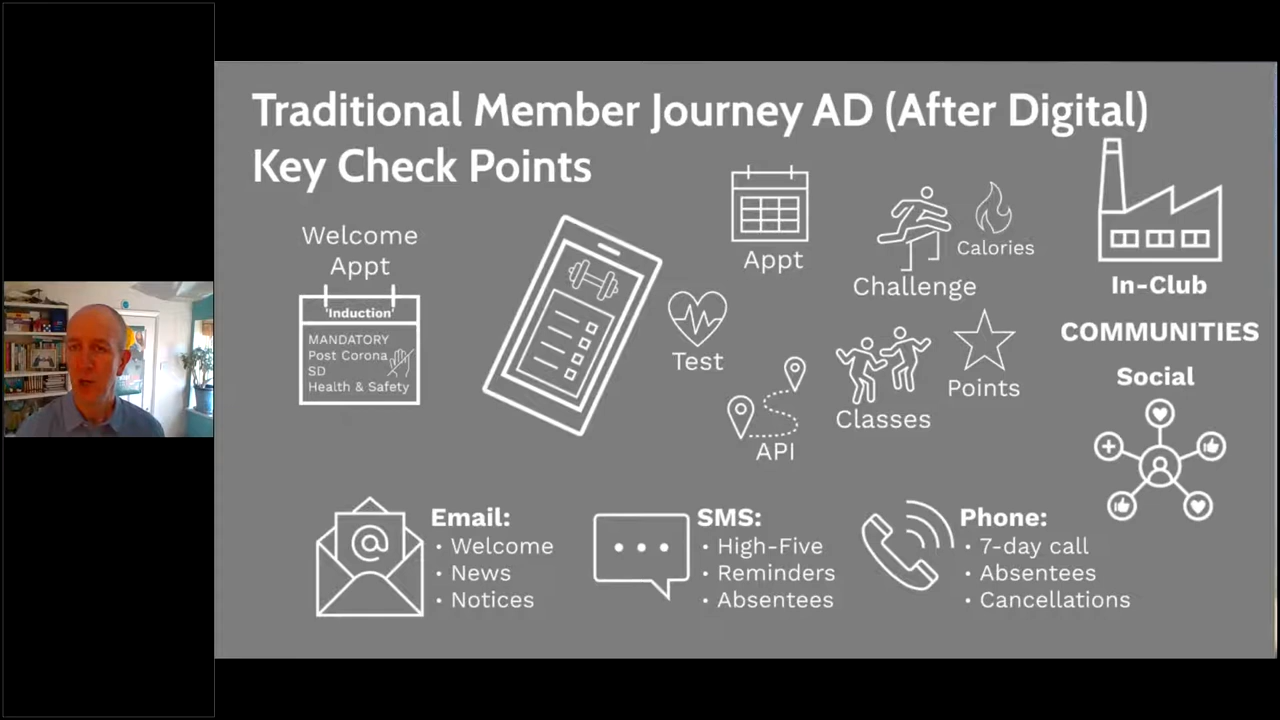 Traditional Member Journey AD (After Digital)
Key Check Points
Welcome
Appt
'Induction'
MANDATORY
Post Corona
SD
Health & Safety
Test
Appt
API
Challenge
Calories
Classes
Points
In-Club
COMMUNITIES
Social
@
Email:
• Welcome
• News
• Notices
SMS:
• High-Five
• Reminders
• Absentees
Phone:
• 7-day call
• Absentees
• Cancellations